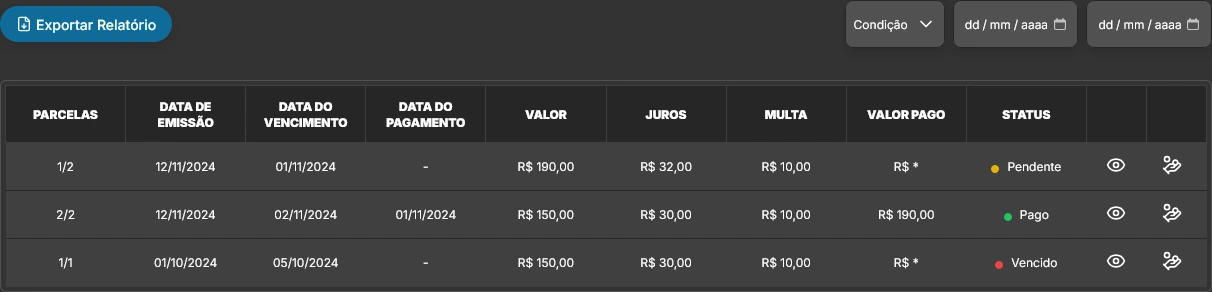 Exportar Relatório
Condição
dd / mm / aaaa
dd / mm / aaaa
PARCELAS DATA DE EMISSÃO DATA DO VENCIMENTO DATA DO PAGAMENTO VALOR JUROS MULTA VALOR PAGO STATUS
1/2 12/11/2024 01/11/2024 - R$ 190,00 R$ 32,00 R$ 10,00 R$ * Pendente
2/2 12/11/2024 02/11/2024 01/11/2024 R$ 150,00 R$ 30,00 R$ 10,00 R$ 190,00 Pago
1/1 01/10/2024 05/10/2024 - R$ 150,00 R$ 30,00 R$ 10,00 R$ * Vencido